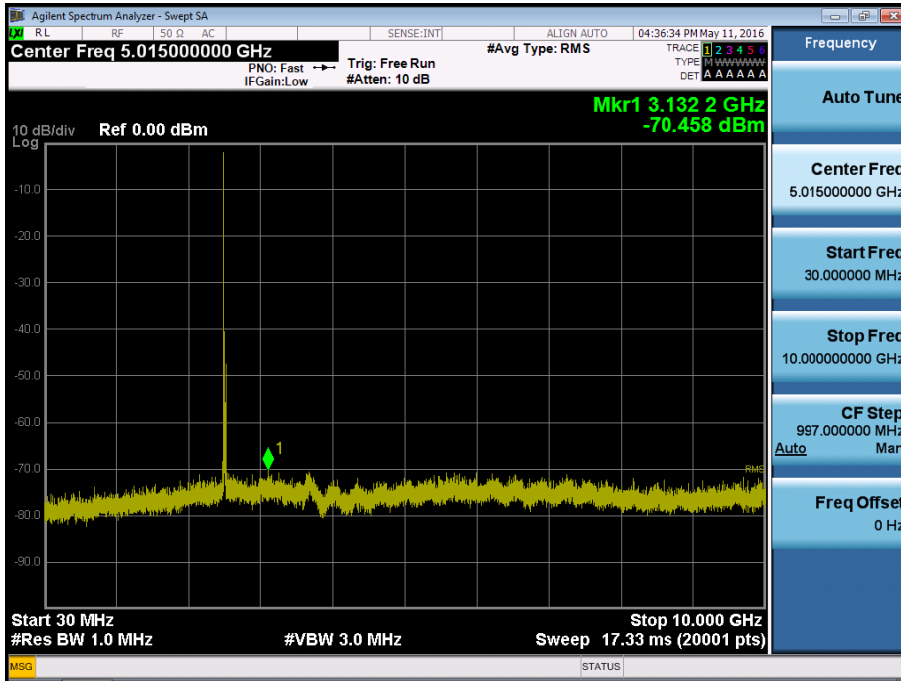 Agilent Spectrum Analyzer - Swept SA
LXI RL RF 50 Ω AC SENSE:INT ALIGN AUTO 04:36:34 PM May 11, 2016
Center Freq 5.015000000 GHz
PNO: Fast
IFGain:Low
Trig: Free Run
#Atten: 10 dB
#Avg Type: RMS
TRACE 1 2 3 4 5 6
TYPE M W W W W W
DET A A A A A A
Frequency
Mkr1 3.132 2 GHz
-70.458 dBm
10 dB/div Ref 0.00 dBm
Log
-10.0
-20.0
-30.0
-40.0
-50.0
-60.0
-70.0
-80.0
-90.0
1
RMS
Start 30 MHz
Stop 10.000 GHz
#Res BW 1.0 MHz #VBW 3.0 MHz Sweep 17.33 ms (20001 pts)
MSG STATUS
Auto Tune
Center Freq
5.015000000 GHz
Start Freq
30.000000 MHz
Stop Freq
10.000000000 GHz
CF Step
997.000000 MHz
Auto Man
Freq Offset
0 Hz